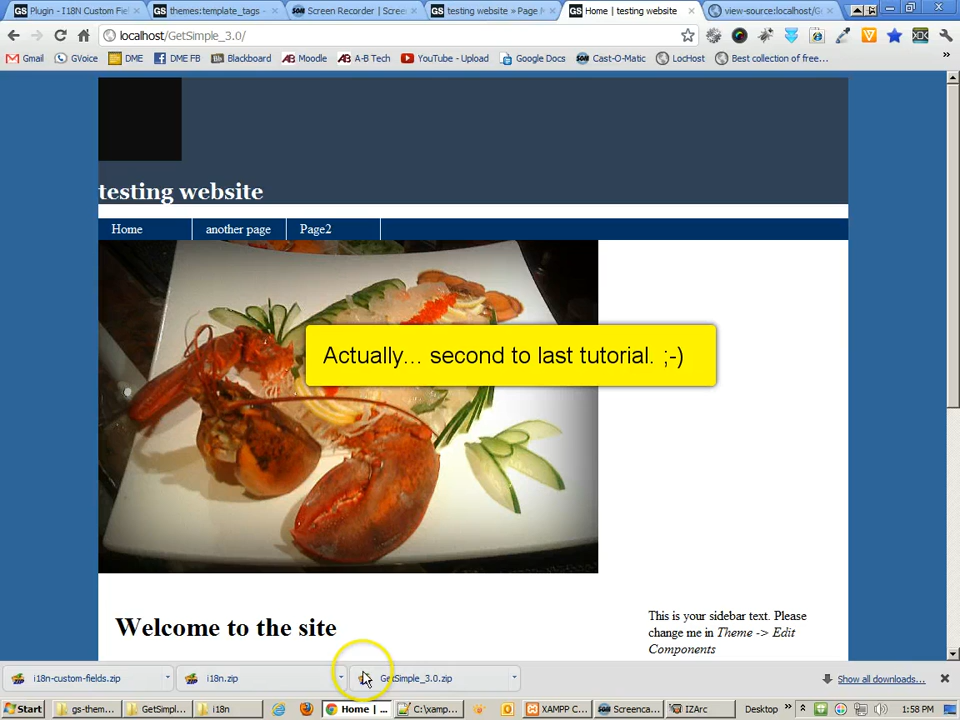 Plugin - I18N Custom Fiel
themes:template_tags -
Screen Recorder | Scree
testing website » Page M
Home | testing website
view-source:localhost/Ge
localhost/GetSimple_3.0/
Gmail
GVoice
DME
DME FB
Blackboard
Moodle
A-B Tech
YouTube - Upload
Google Docs
Cast-O-Matic
LocHost
Best collection of free...
testing website
Home
another page
Page2
Actually... second to last tutorial. ;-)
Welcome to the site
This is your sidebar text. Please
change me in Theme -> Edit
Components
i18n-custom-fields.zip
i18n.zip
GetSimple_3.0.zip
Show all downloads...
Start
gs-them...
GetSimpl...
i18n
Home | ...
C:\xamp...
XAMPP C...
Screenca...
IZArc
Desktop
1:58 PM